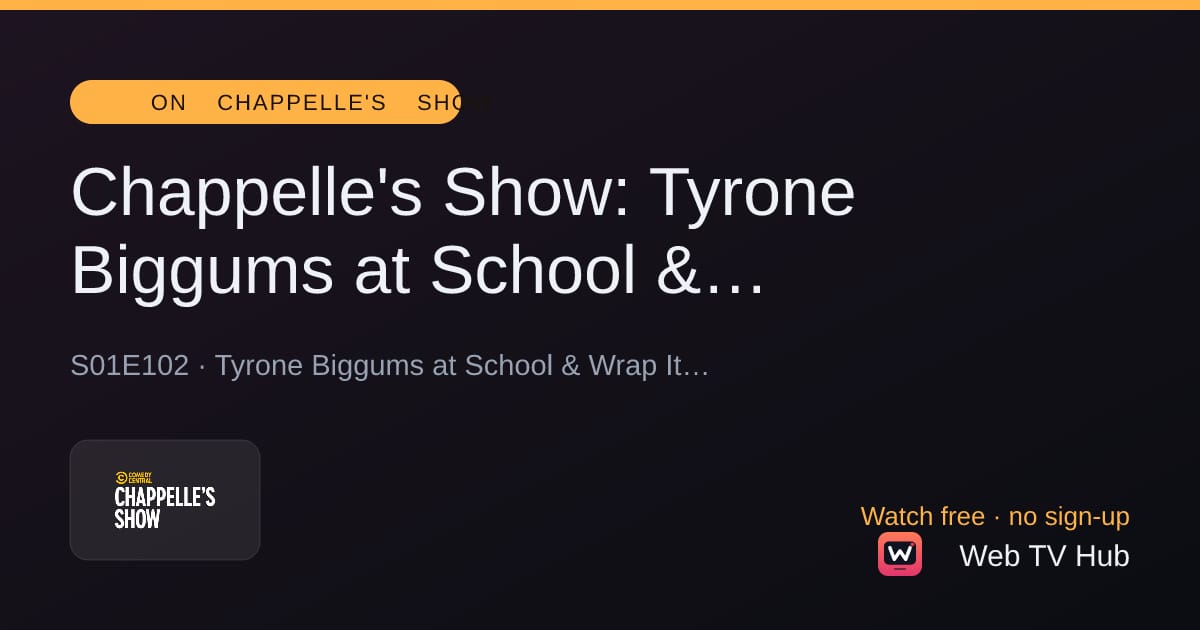 ON CHAPPELLE'S SHOW
Chappelle's Show: Tyrone
Biggums at School &…
S01E102 · Tyrone Biggums at School & Wrap It…
COMEDY
CENTRAL
CHAPPELLE'S
SHOW
Watch free · no sign-up
W
Web TV Hub